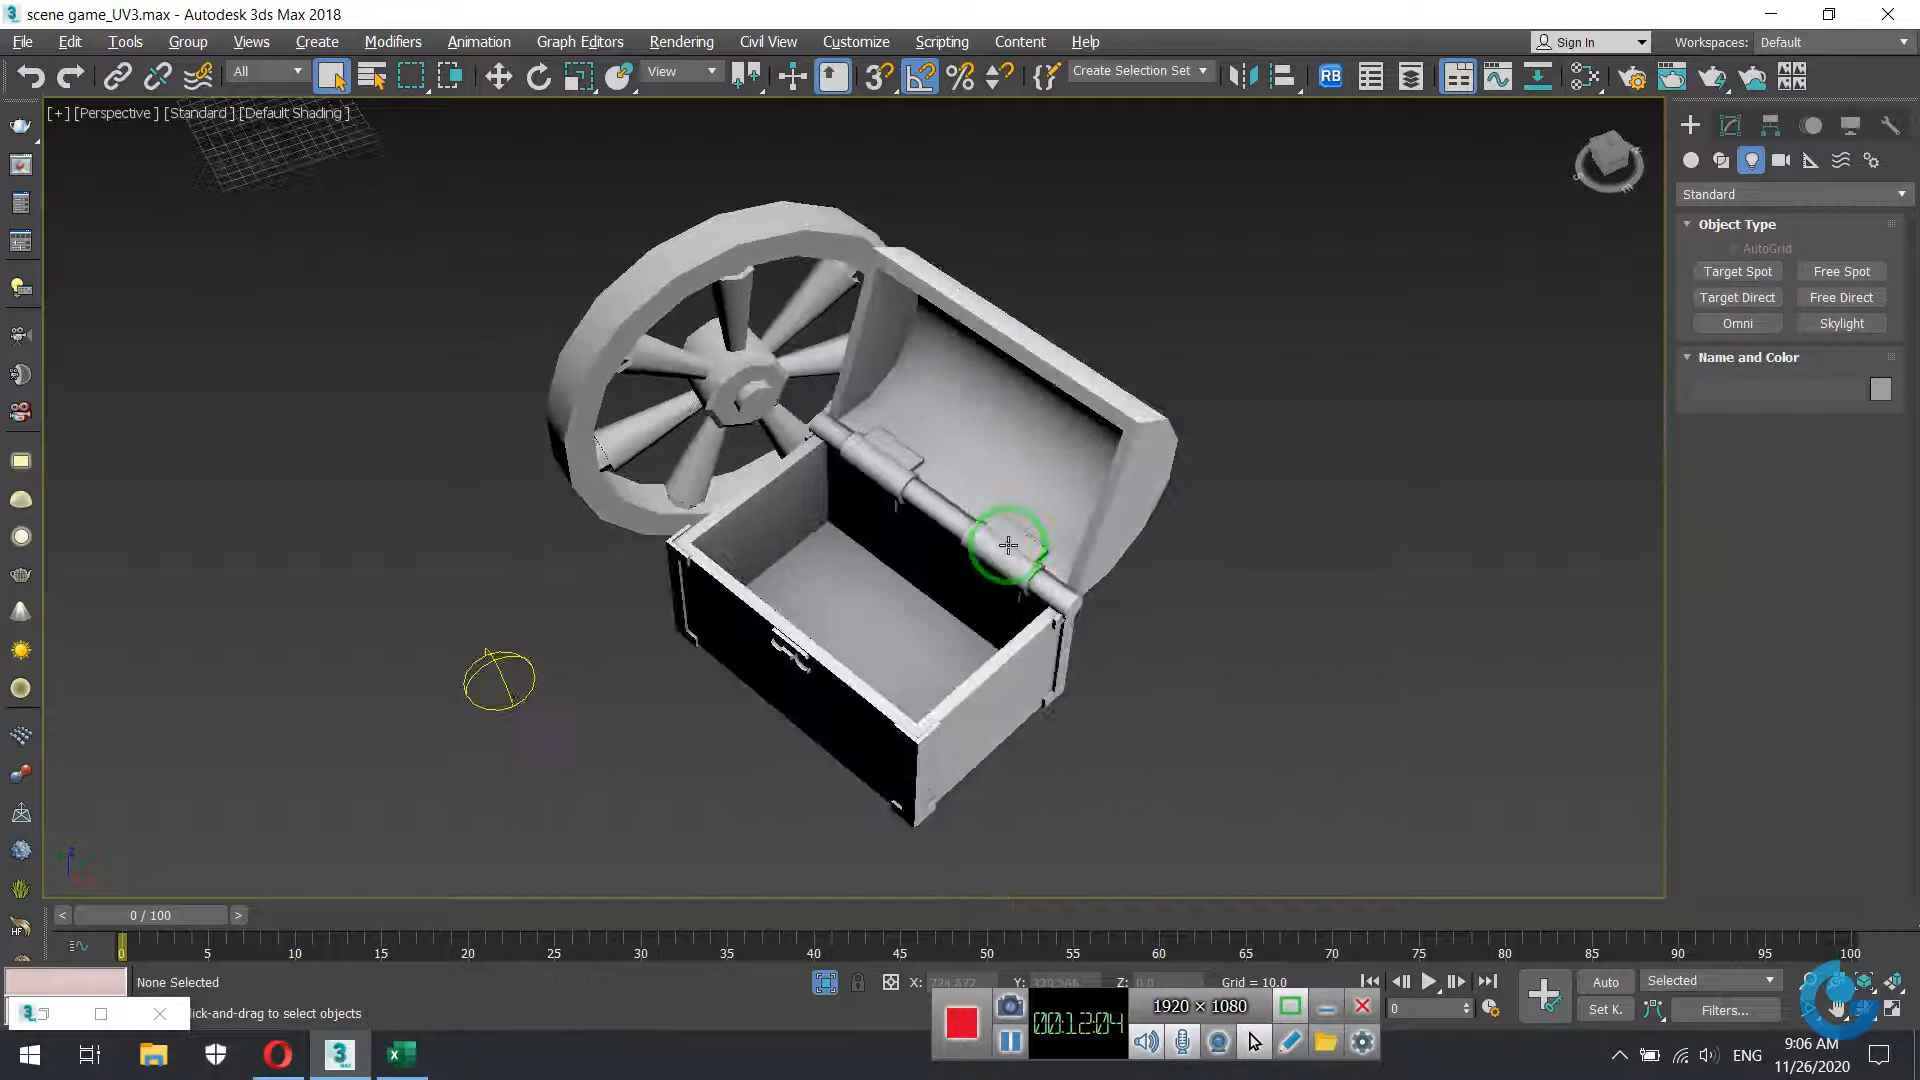 scene game_UV3.max - Autodesk 3ds Max 2018
File Edit Tools Group Views Create Modifiers Animation Graph Editors Rendering Civil View Customize Scripting Content Help Sign In Workspaces: Default
All View Create Selection Set RB
[+] [Perspective ] [Standard ] [Default Shading ]
Standard
Object Type
AutoGrid
Target Spot Free Spot
Target Direct Free Direct
Omni Skylight
Name and Color
HF
< 0 / 100 >
0 5 10 15 20 25 30 35 40 45 50 55 60 65 70 75 80 85 90 95 100
None Selected X: Y: Z: Grid = 10.0 Auto Selected
lick-and-drag to select objects 1920 × 1080 0 Set K. Filters...
00:12:04
ENG 9:06 AM
11/26/2020